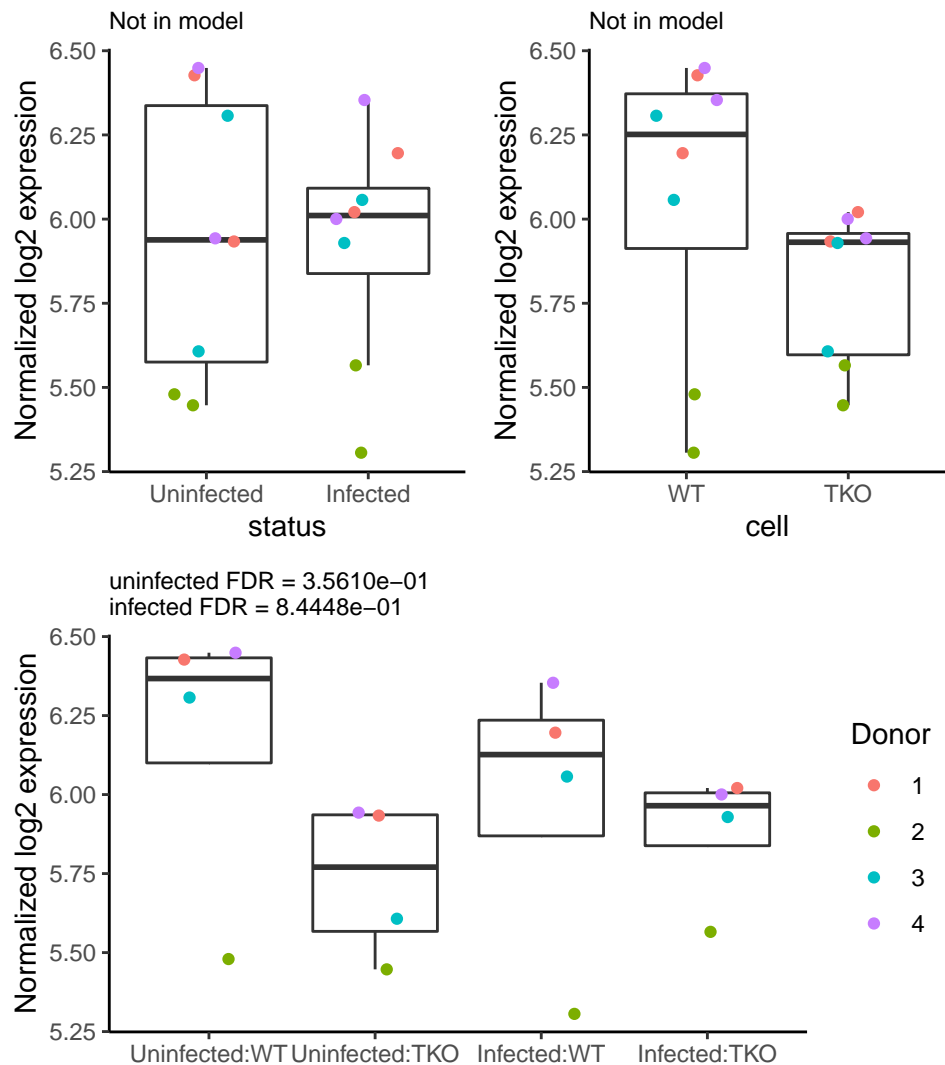 Not in model
Normalized log2 expression
6.50
6.25
6.00
5.75
5.50
5.25
Uninfected Infected
status
Not in model
Normalized log2 expression
6.50
6.25
6.00
5.75
5.50
5.25
WT TKO
cell
uninfected FDR = 3.5610e−01
infected FDR = 8.4448e−01
Normalized log2 expression
6.50
6.25
6.00
5.75
5.50
5.25
Uninfected:WT Uninfected:TKO Infected:WT Infected:TKO
Donor
1
2
3
4